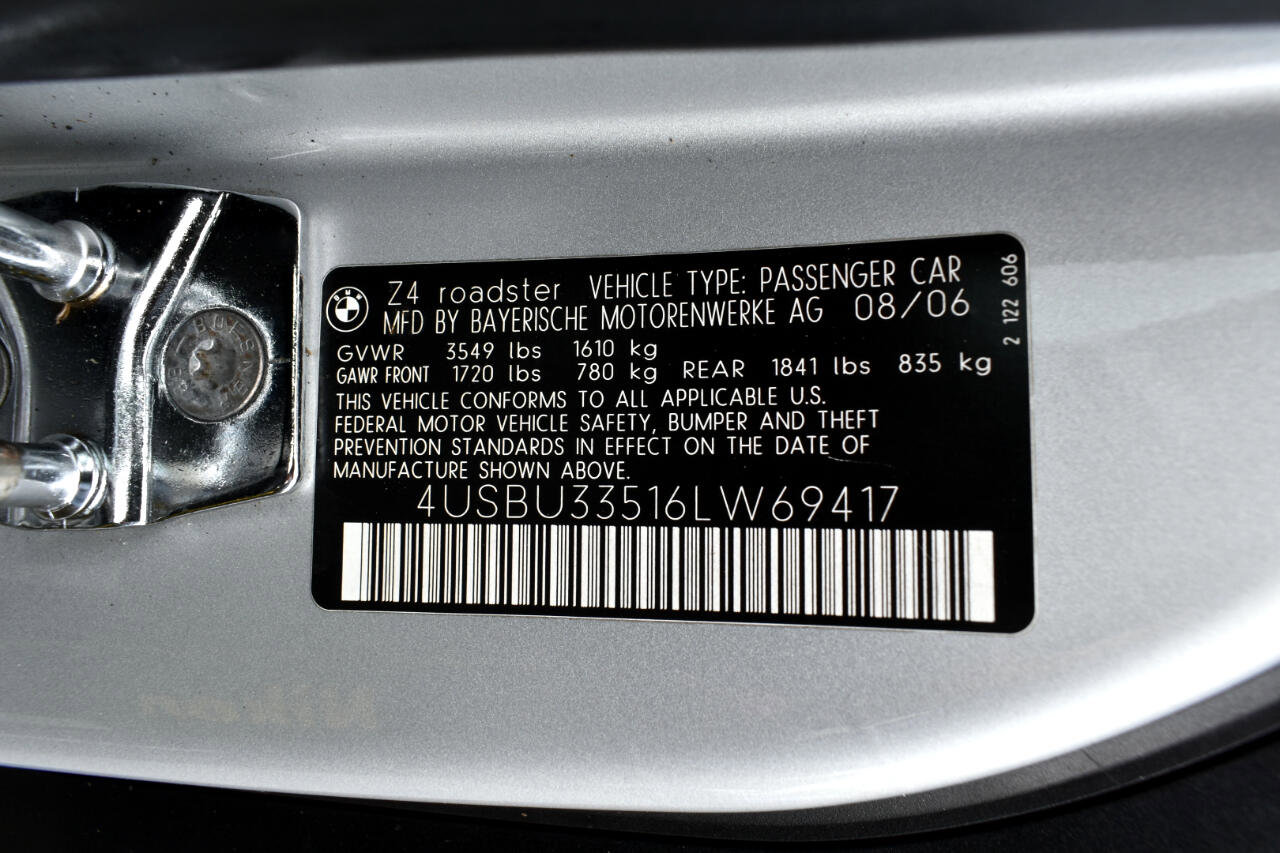 Z4 roadster VEHICLE TYPE: PASSENGER CAR
MFD BY BAYERISCHE MOTORENWERKE AG 08/06
GVWR 3549 lbs 1610 kg
GAWR FRONT 1720 lbs 780 kg REAR 1841 lbs 835 kg
THIS VEHICLE CONFORMS TO ALL APPLICABLE U.S.
FEDERAL MOTOR VEHICLE SAFETY, BUMPER AND THEFT
PREVENTION STANDARDS IN EFFECT ON THE DATE OF
MANUFACTURE SHOWN ABOVE.
4USBU33516LW69417
2 122 606
BMW